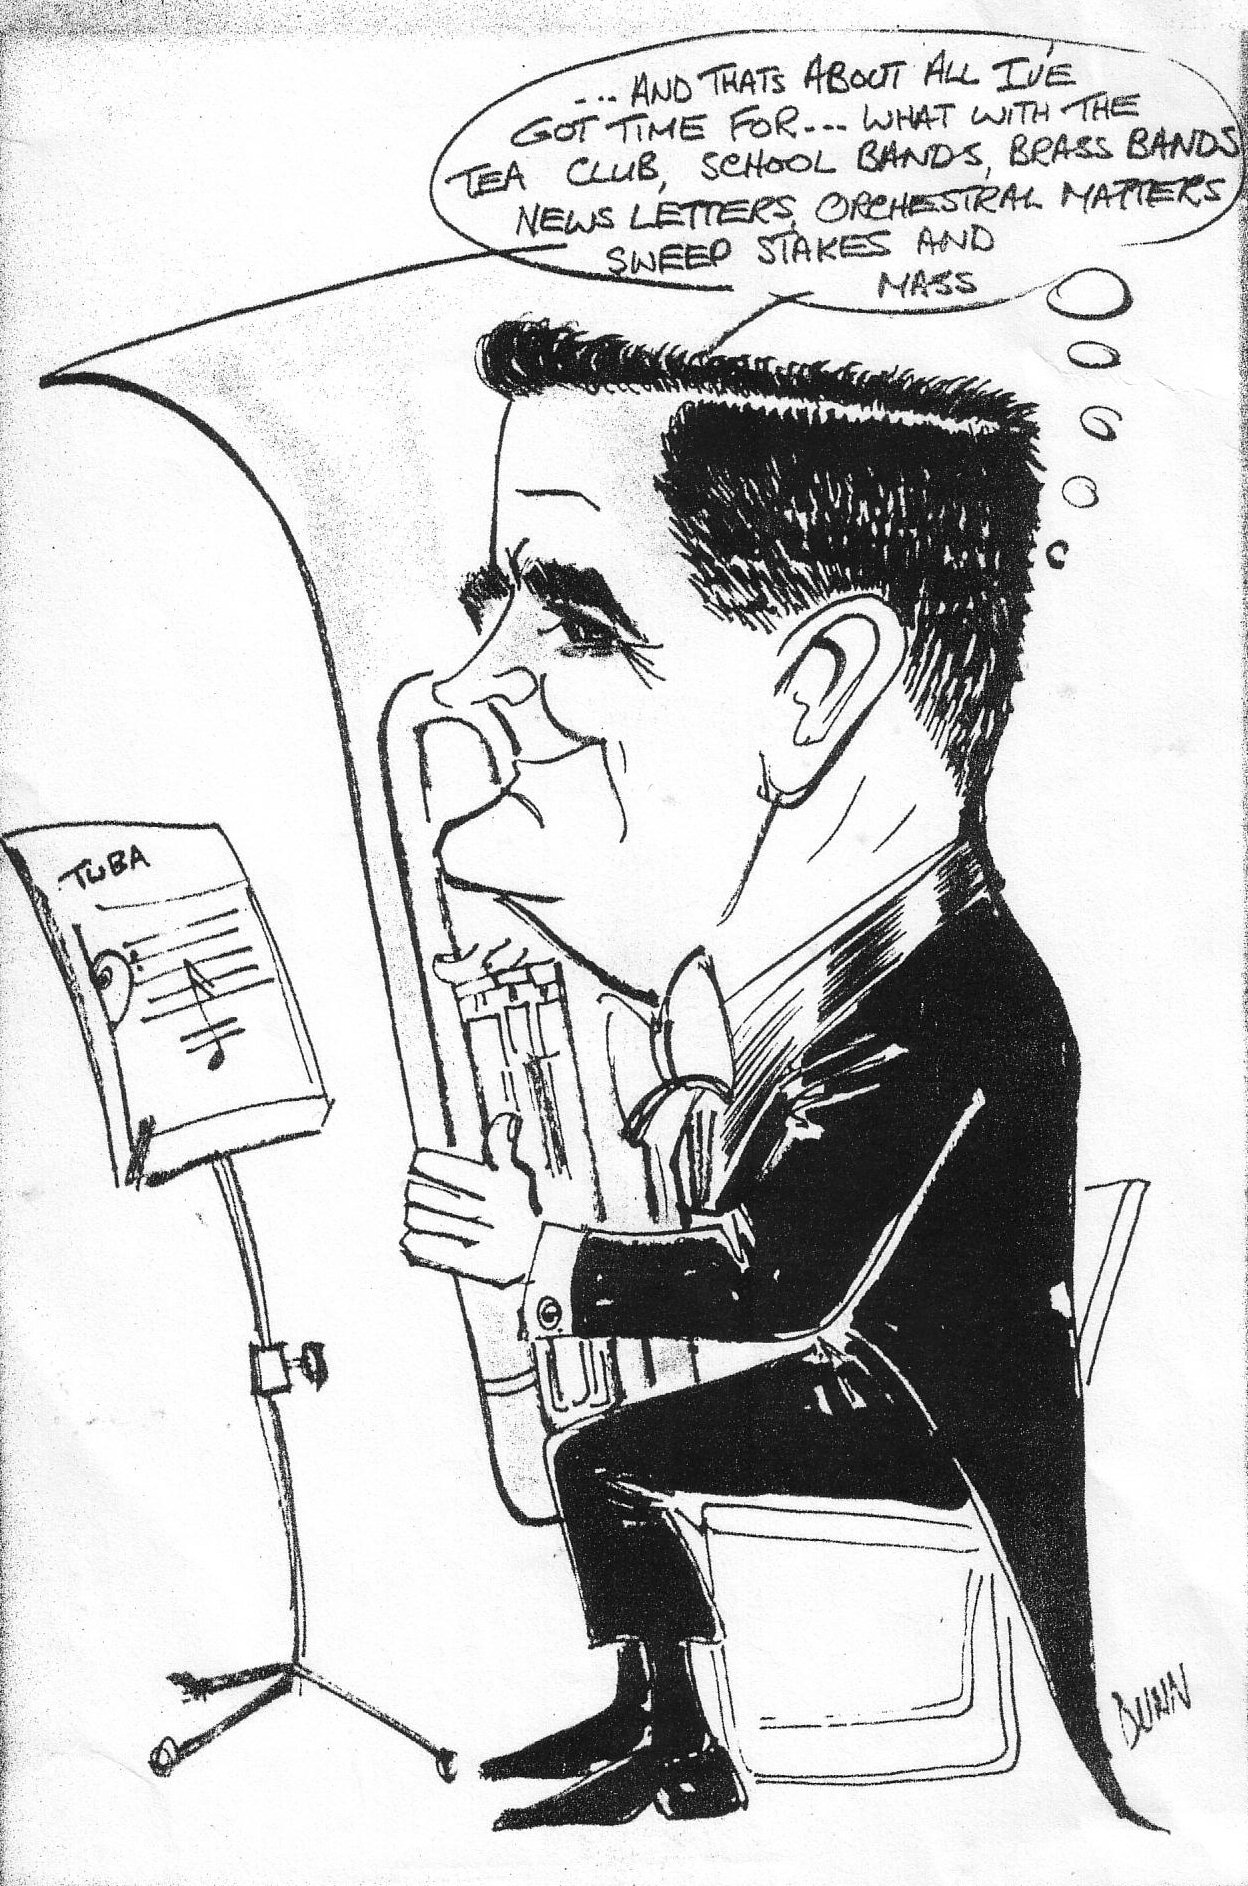 ... AND THATS ABOUT ALL I'VE
GOT TIME FOR... WHAT WITH THE
TEA CLUB, SCHOOL BANDS, BRASS BANDS
NEWS LETTERS, ORCHESTRAL MATTERS
SWEEP STAKES AND
MASS
TUBA
DUNN